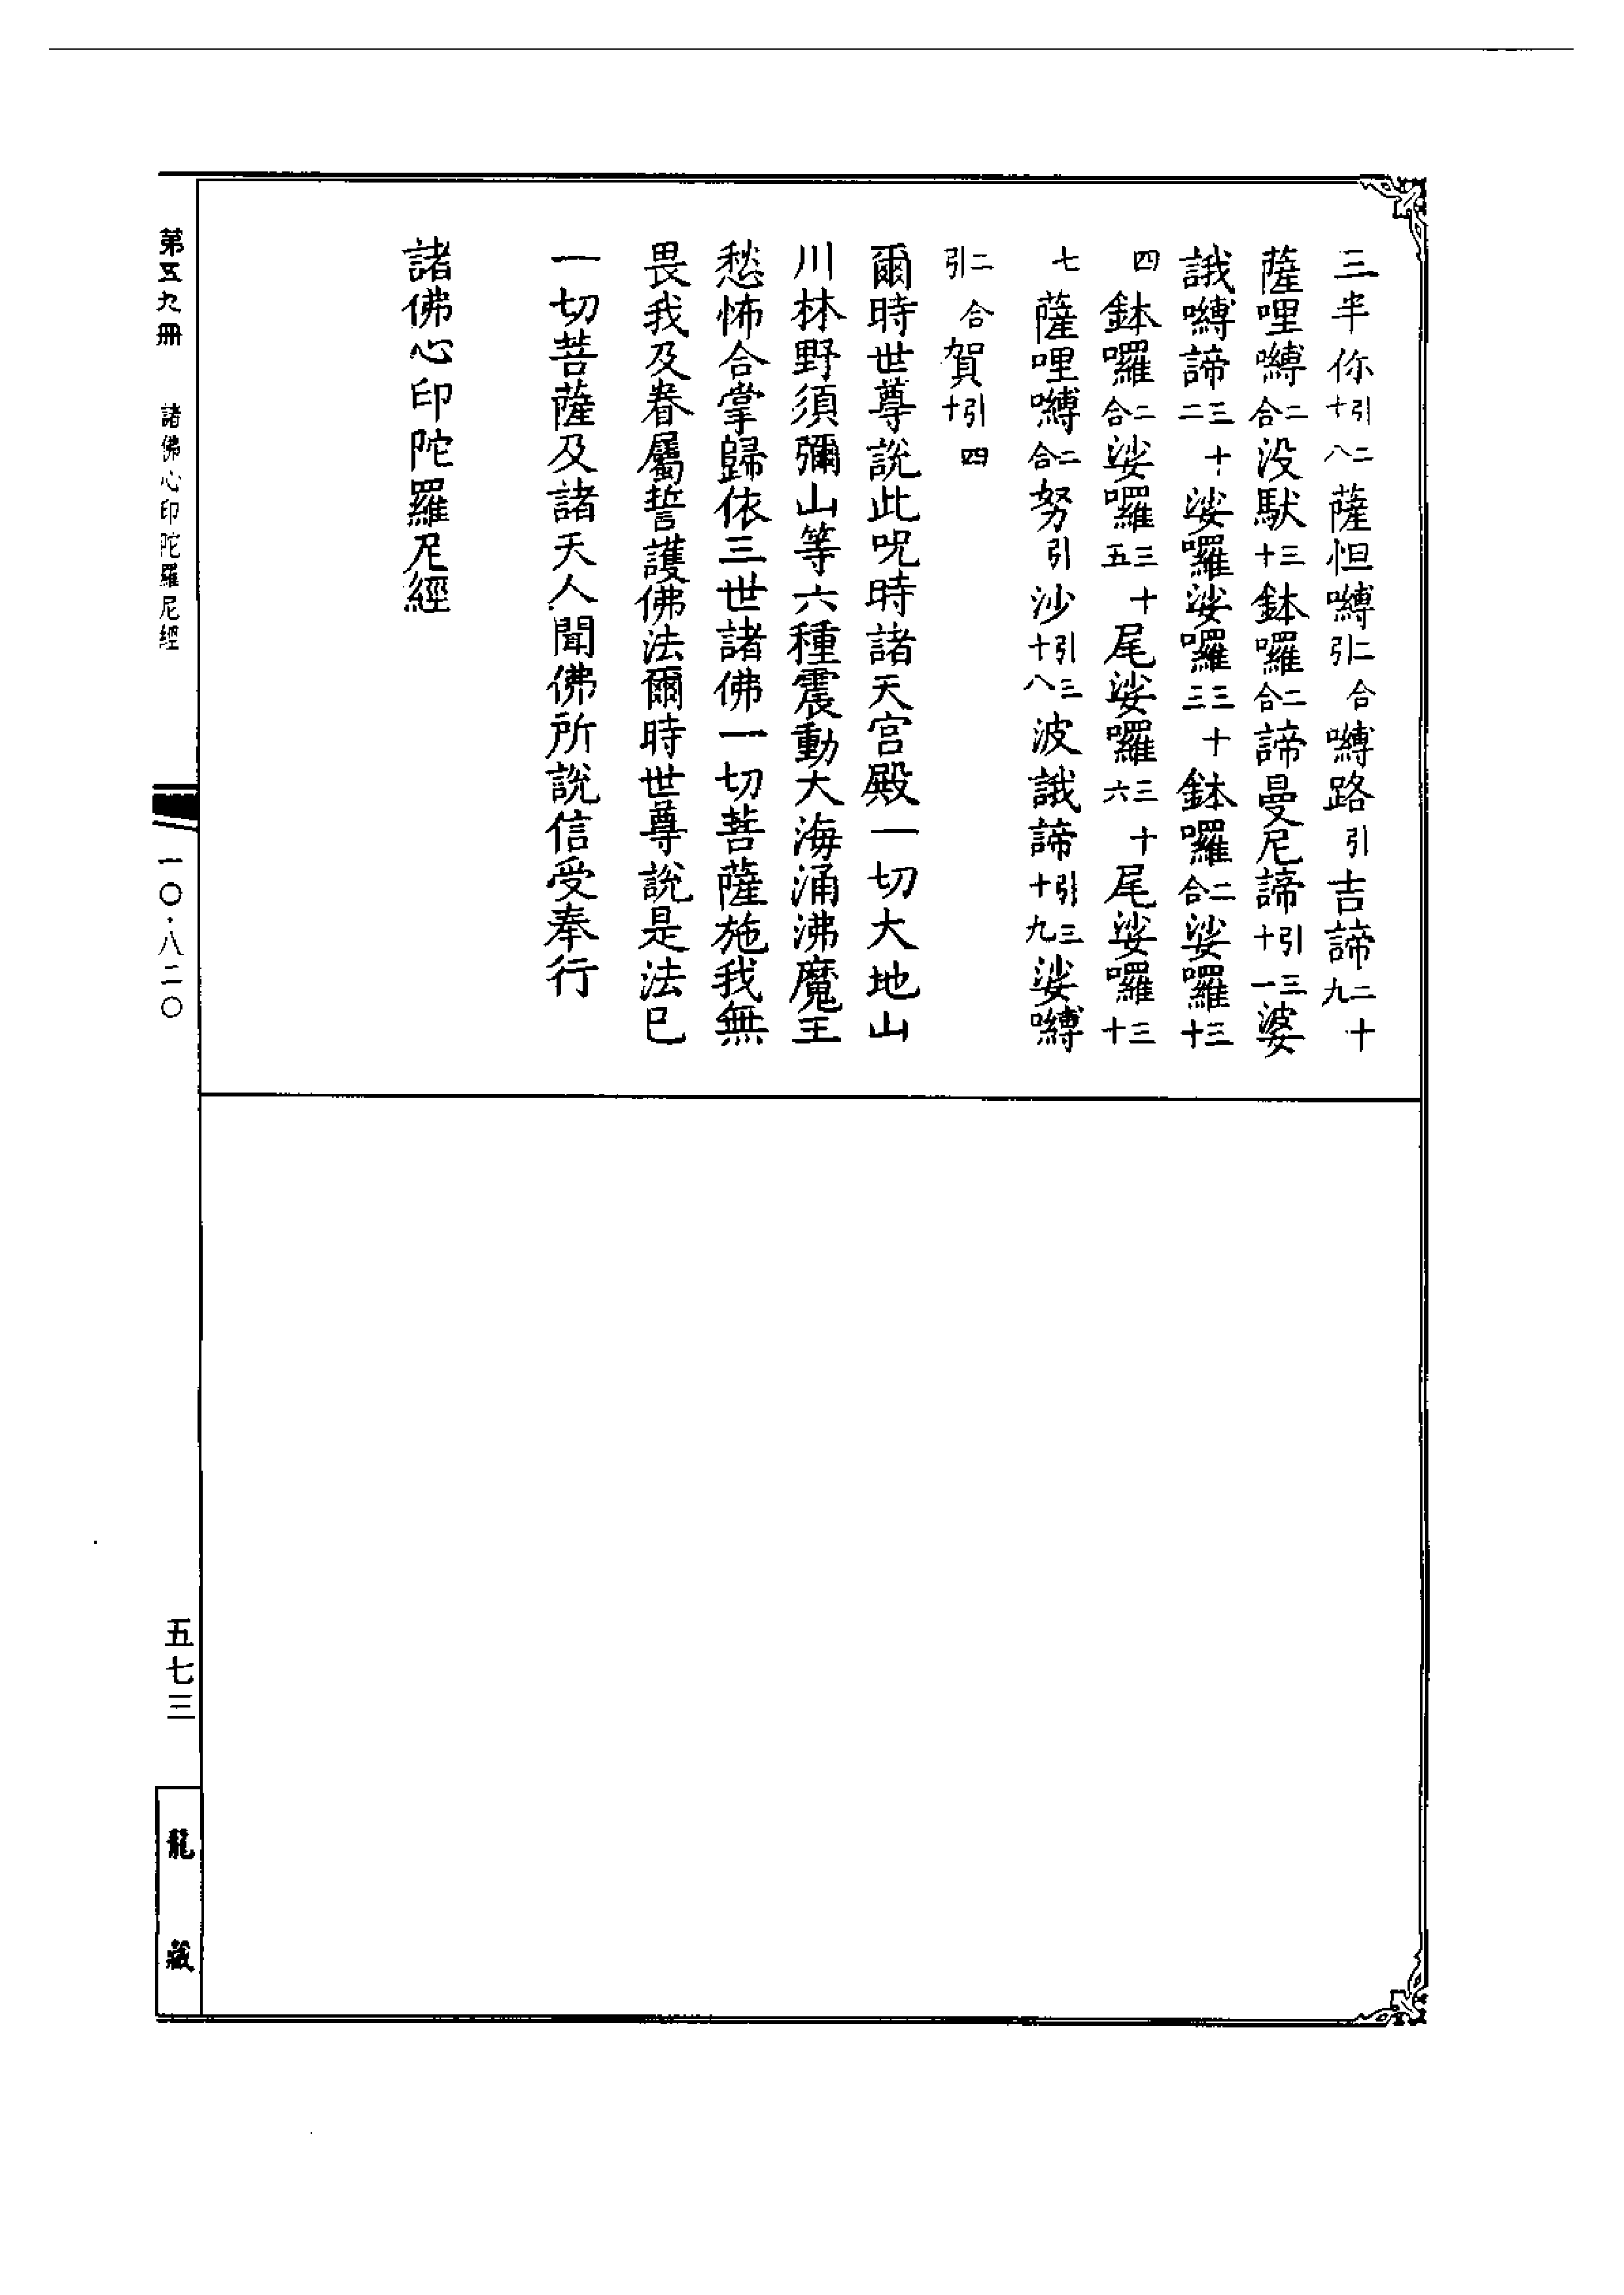 三半你引二十八薩怛嚩二合引嚩路引吉諦二十九
薩哩嚩二合没馱三十鉢囉二合諦曼尼諦引三十一婆
誐嚩諦三十二娑囉娑囉三十三鉢囉二合娑囉三十
四鉢囉二合娑囉三十五尾娑囉三十六尾娑囉三十
七薩哩嚩二合努引沙引三十八波誐諦引三十九娑嚩
二合引賀引四十
爾時世尊說此呪時諸天宮殿一切大地山
川林野須彌山等六種震動大海涌沸魔王
愁怖合掌歸依三世諸佛一切菩薩施我無
畏我及眷屬誓護佛法爾時世尊說是法已
一切菩薩及諸天人聞佛所說信受奉行
諸佛心印陀羅尼經
第五九冊 諸佛心印陀羅尼經 一〇·八二〇 五七三 龍藏